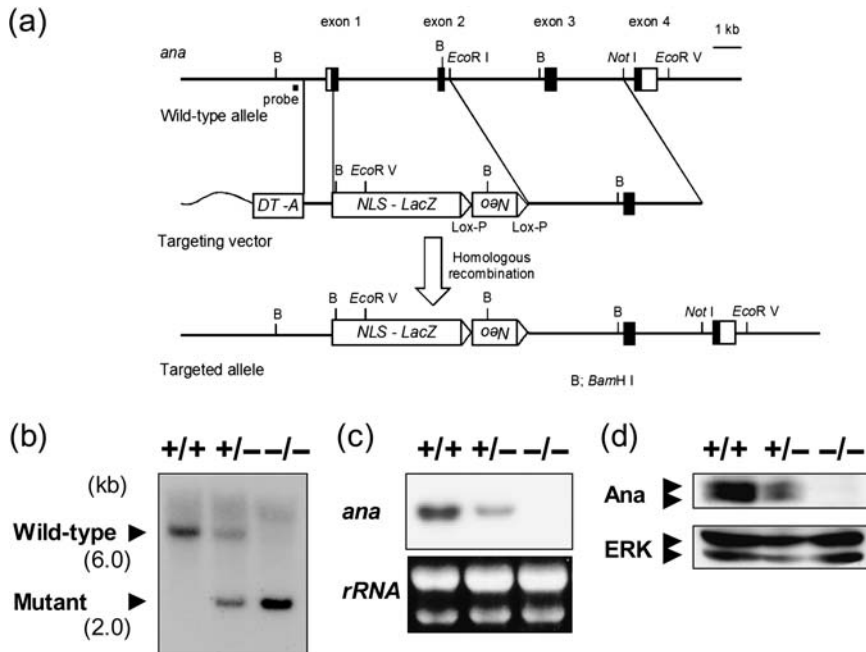 (a)
exon 1 exon 2 exon 3 exon 4
1 kb
ana
B B EcoR I B Not I EcoR V
probe
Wild-type allele
B EcoR V B B
DT -A NLS - LacZ Neo
Lox-P Lox-P
Targeting vector
Homologous
recombination
B B EcoR V B B Not I EcoR V
NLS - LacZ Neo
Targeted allele
B; BamH I
(b)
+/+ +/− −/−
(kb)
Wild-type
(6.0)
Mutant
(2.0)
(c)
+/+ +/− −/−
ana
rRNA
(d)
+/+ +/− −/−
Ana
ERK